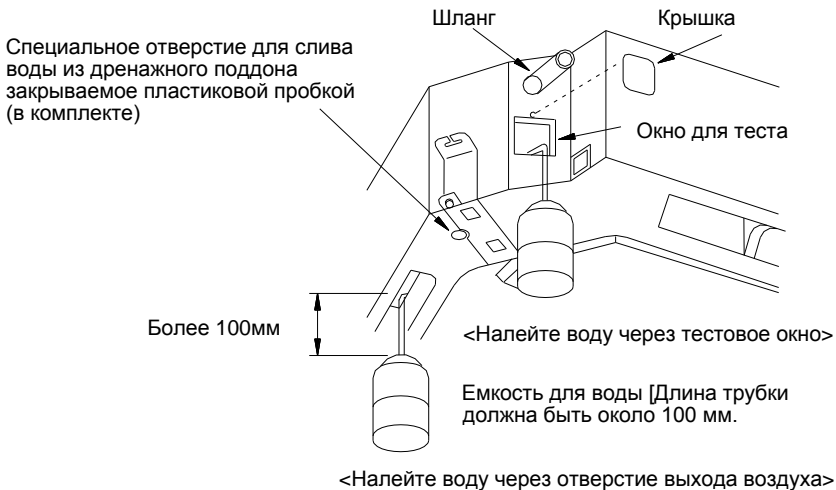 Шланг
Крышка
Специальное отверстие для слива
воды из дренажного поддона
закрываемое пластиковой пробкой
(в комплекте)
Окно для теста
Более 100мм
<Налейте воду через тестовое окно>
Емкость для воды [Длина трубки
должна быть около 100 мм.
<Налейте воду через отверстие выхода воздуха>